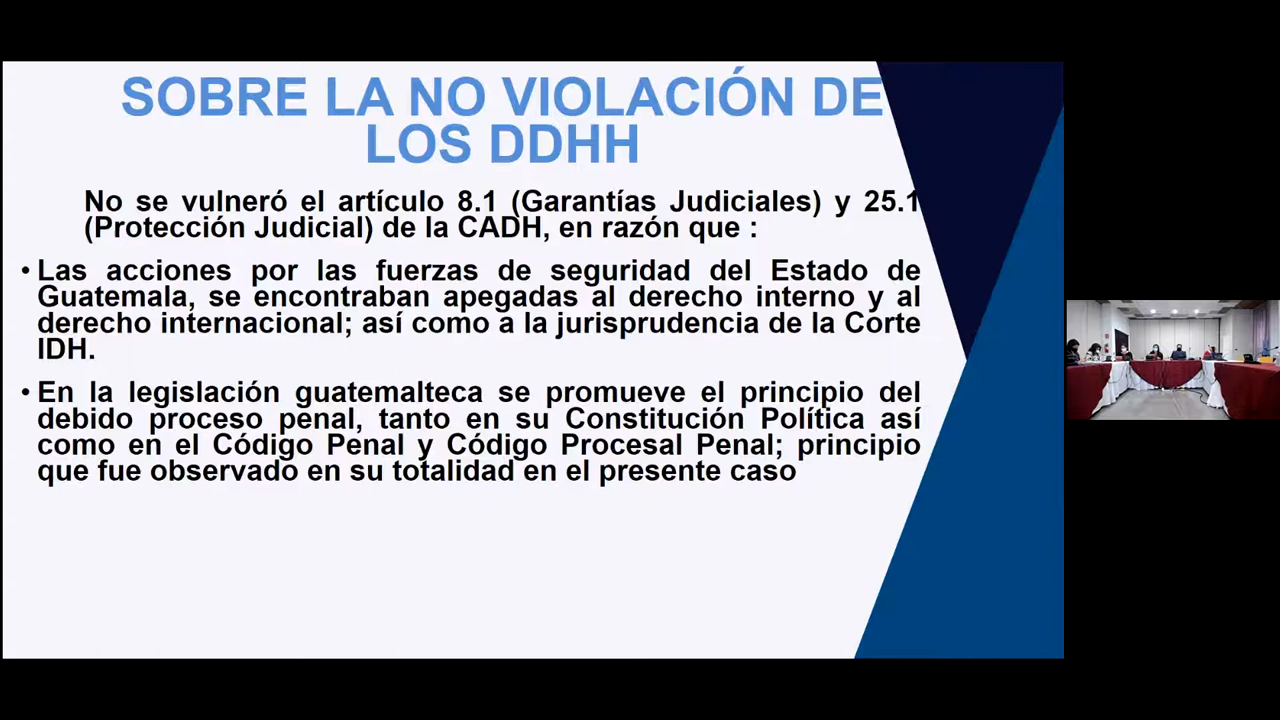 SOBRE LA NO VIOLACIÓN DE
LOS DDHH
No se vulneró el artículo 8.1 (Garantías Judiciales) y 25.1
(Protección Judicial) de la CADH, en razón que :
• Las acciones por las fuerzas de seguridad del Estado de
Guatemala, se encontraban apegadas al derecho interno y al
derecho internacional; así como a la jurisprudencia de la Corte
IDH.
• En la legislación guatemalteca se promueve el principio del
debido proceso penal, tanto en su Constitución Política así
como en el Código Penal y Código Procesal Penal; principio
que fue observado en su totalidad en el presente caso